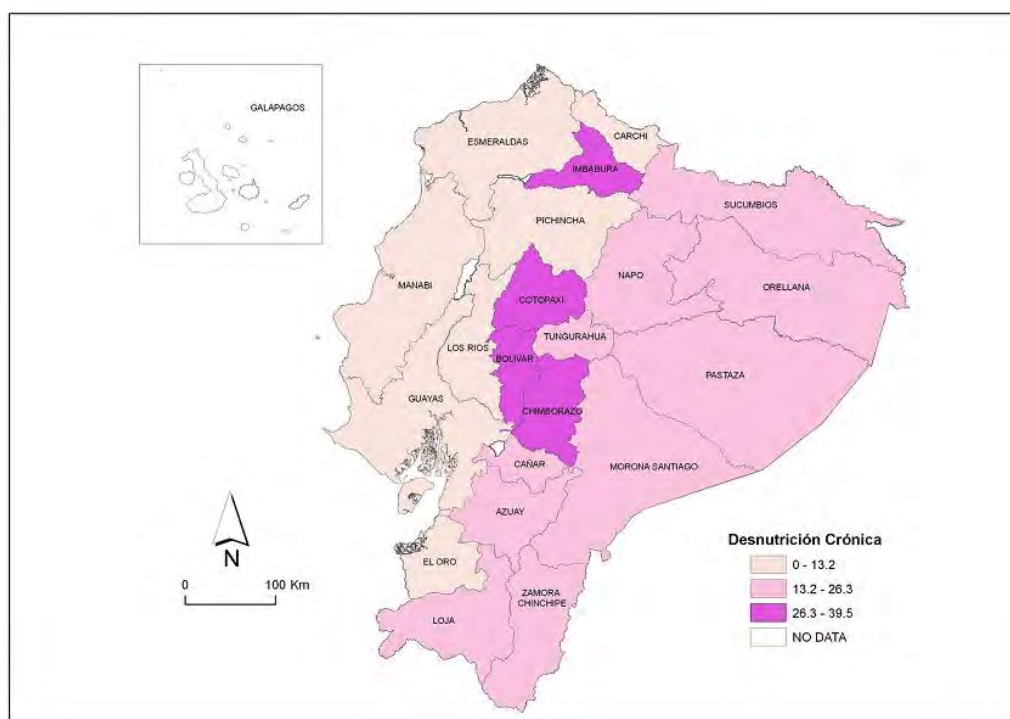 GALAPAGOS
ESMERALDAS
CARCHI
IMBABURA
SUCUMBIOS
PICHINCHA
NAPO
MANABI
ORELLANA
COTOPAXI
TUNGURAHUA
LOS RIOS
BOLIVAR
PASTAZA
GUAYAS
CHIMBORAZO
CAÑAR
MORONA SANTIAGO
AZUAY
EL ORO
ZAMORA
CHINCHIPE
LOJA
N
0 100 Km
Desnutrición Crónica
0 - 13.2
13.2 - 26.3
26.3 - 39.5
NO DATA